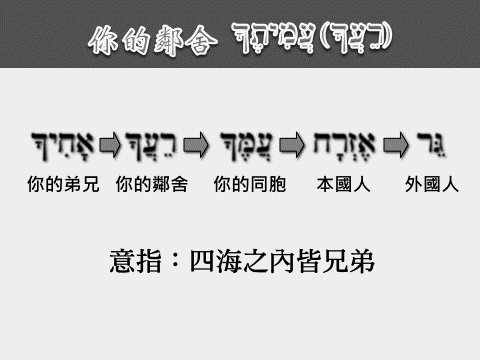 你的鄰舍 עֲמִיתֶךָ (רֵעֲךָ)
אָחִיךָ רֵעֲךָ עַמֶּךָ אֶזְרָח גֵּר
你的弟兄 你的鄰舍 你的同胞 本國人 外國人
意指：四海之內皆兄弟